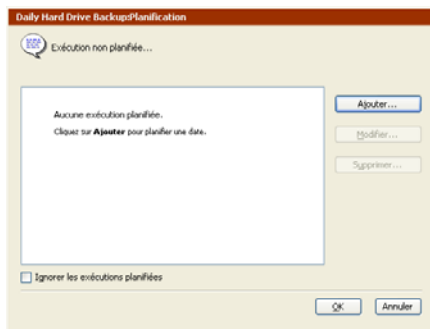 Daily Hard Drive Backup:Planification
Exécution non planifiée...
Aucune exécution planifiée.
Cliquez sur Ajouter pour planifier une date.
Ajouter...
Modifier...
Supprimer...
Ignorer les exécutions planifiées
OK
Annuler